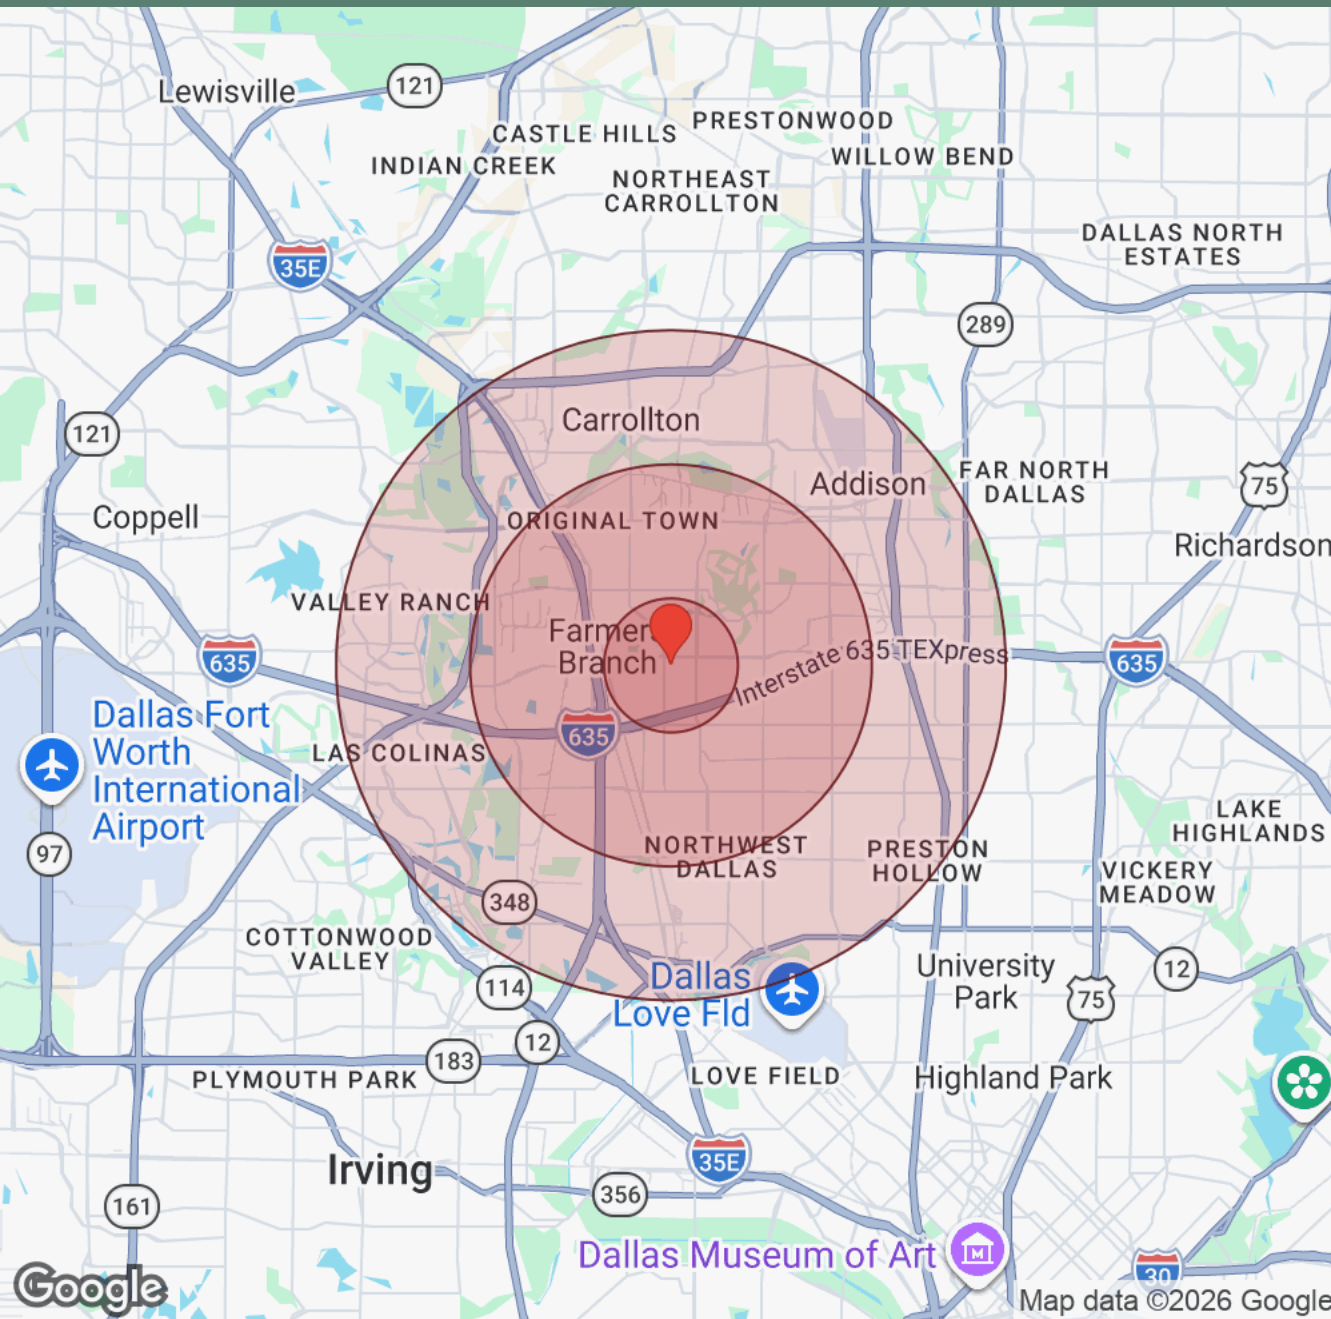 Lewisville
121
CASTLE HILLS
PRESTONWOOD
INDIAN CREEK
WILLOW BEND
NORTHEAST
CARROLLTON
DALLAS NORTH
ESTATES
35E
289
121
Carrollton
Addison
FAR NORTH
DALLAS
75
Coppell
ORIGINAL TOWN
Richardson
VALLEY RANCH
Farmers
Branch
635
Interstate 635 TEXpress
635
Dallas Fort
Worth
International
Airport
LAS COLINAS
635
97
NORTHWEST
DALLAS
PRESTON
HOLLOW
LAKE
HIGHLANDS
VICKERY
MEADOW
348
COTTONWOOD
VALLEY
114
Dallas
Love Fld
University
Park
12
75
12
183
PLYMOUTH PARK
LOVE FIELD
Highland Park
Irving
35E
161
356
Dallas Museum of Art
30
Google
Map data ©2026 Google